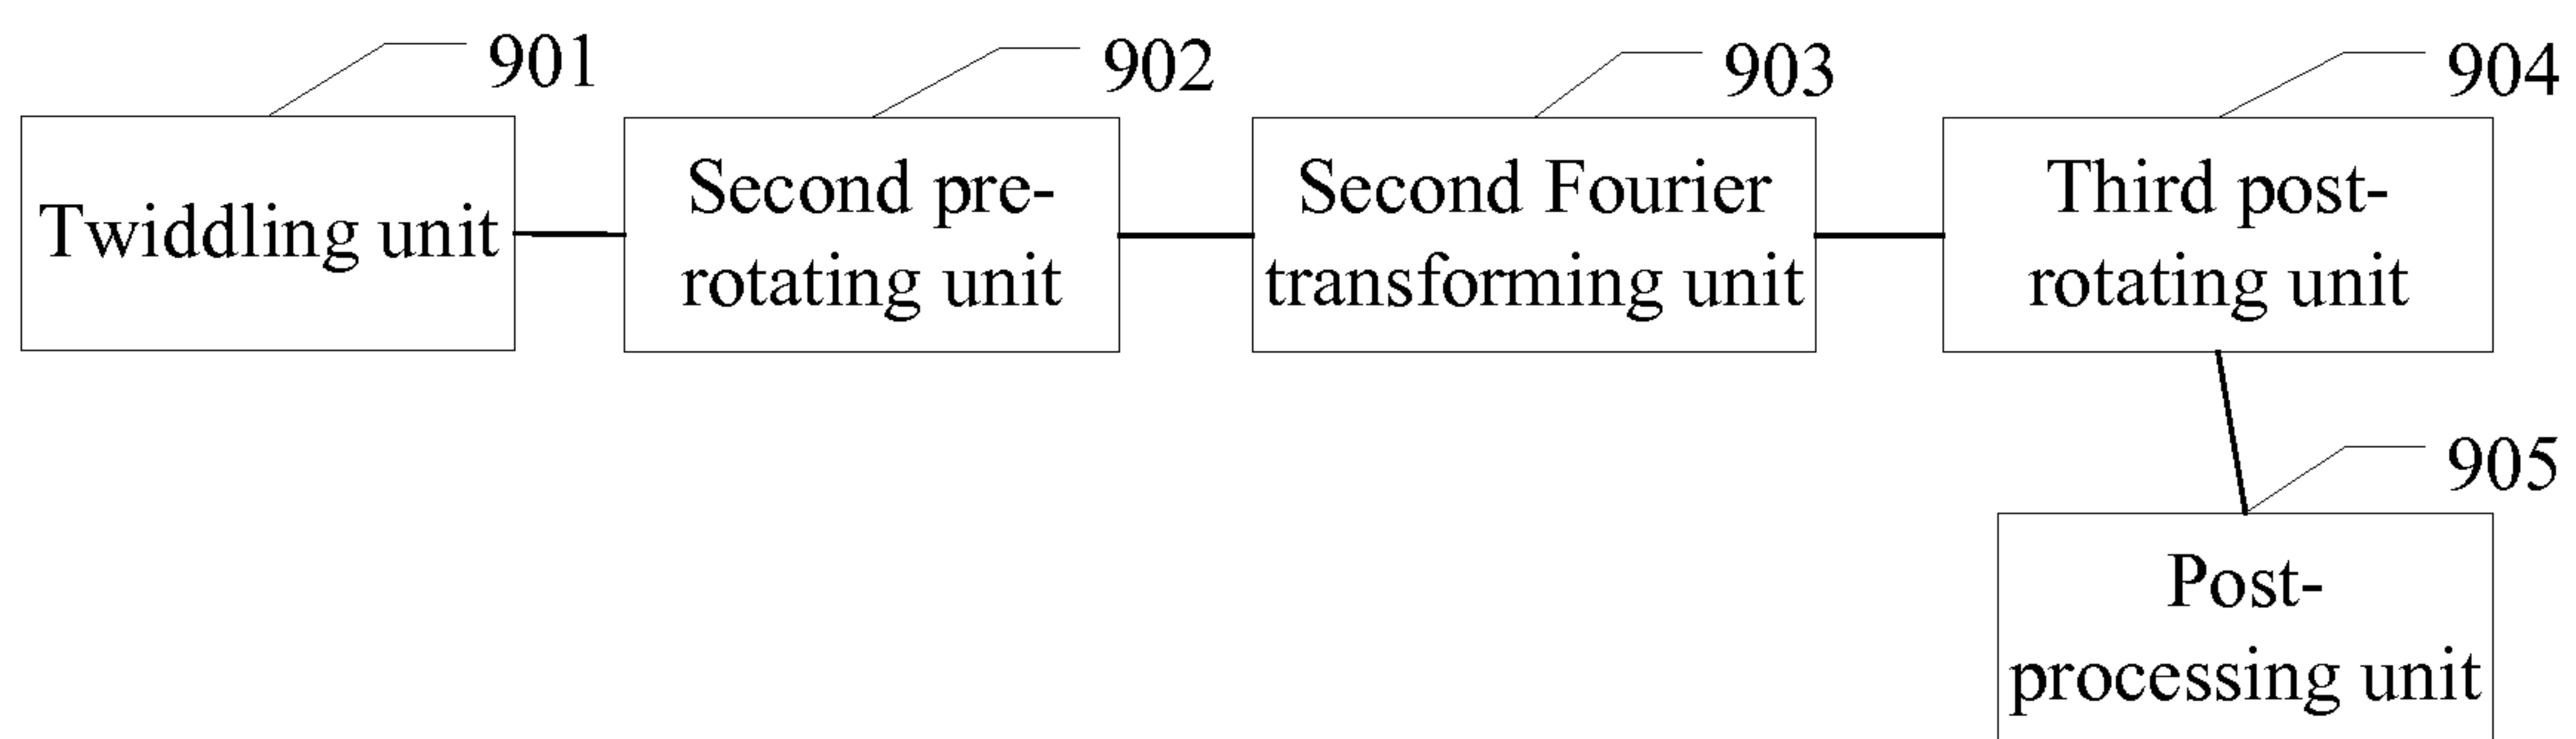 901
902
903
904
Twiddling unit
Second pre-
rotating unit
Second Fourier
transforming unit
Third post-
rotating unit
905
Post-
processing unit